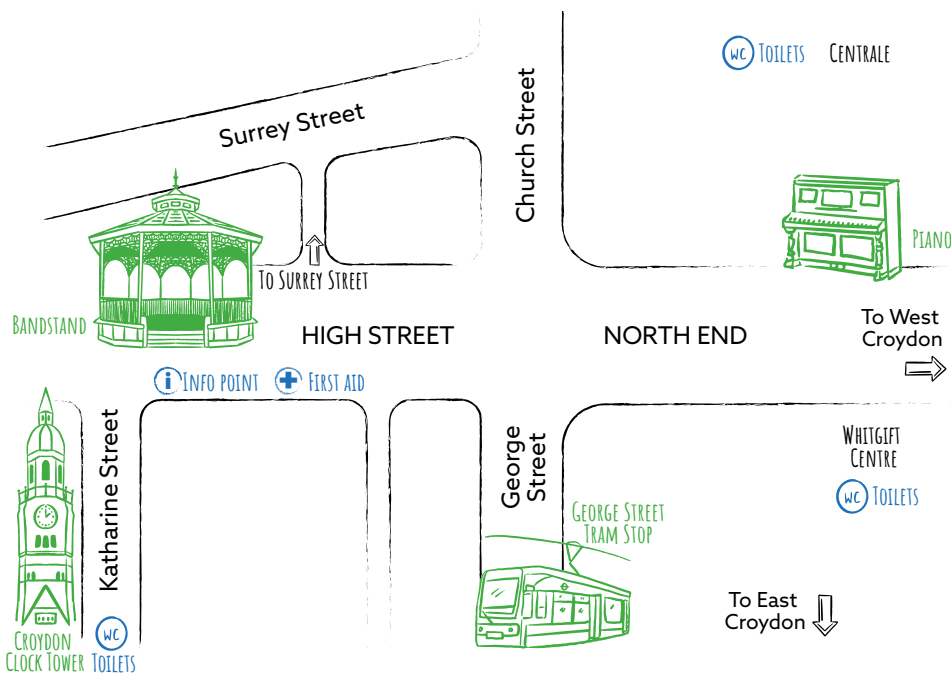 WC TOILETS CENTRALE
Surrey Street
Church Street
PIANO
TO SURREY STREET
BANDSTAND
HIGH STREET
NORTH END
To West
Croydon
i INFO POINT
FIRST AID
Katharine Street
George
Street
WHITGIFT
CENTRE
WC TOILETS
GEORGE STREET
TRAM STOP
To East
Croydon
CROYDON
CLOCK TOWER
WC
TOILETS